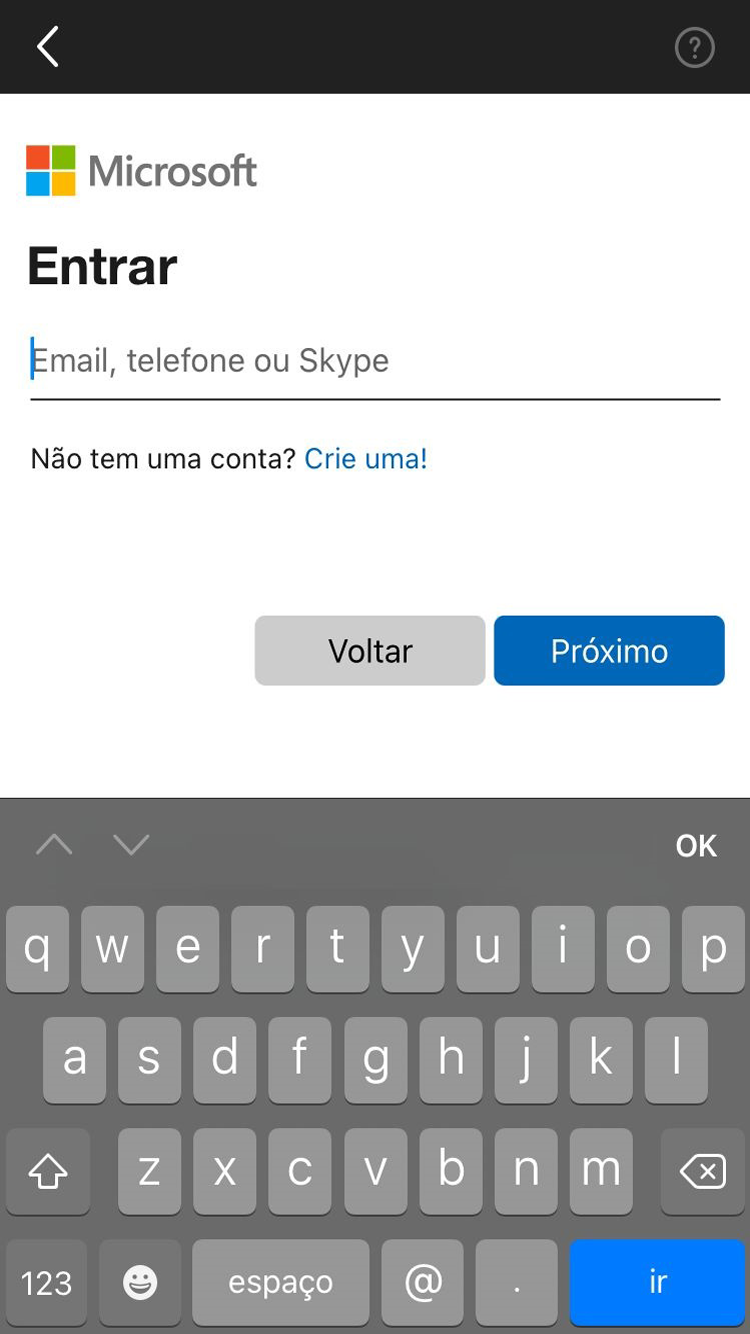 ?
Microsoft
Entrar
Email, telefone ou Skype
Não tem uma conta? Crie uma!
Voltar Próximo
OK
q w e r t y u i o p
a s d f g h j k l
z x c v b n m
123 espaço @ . ir